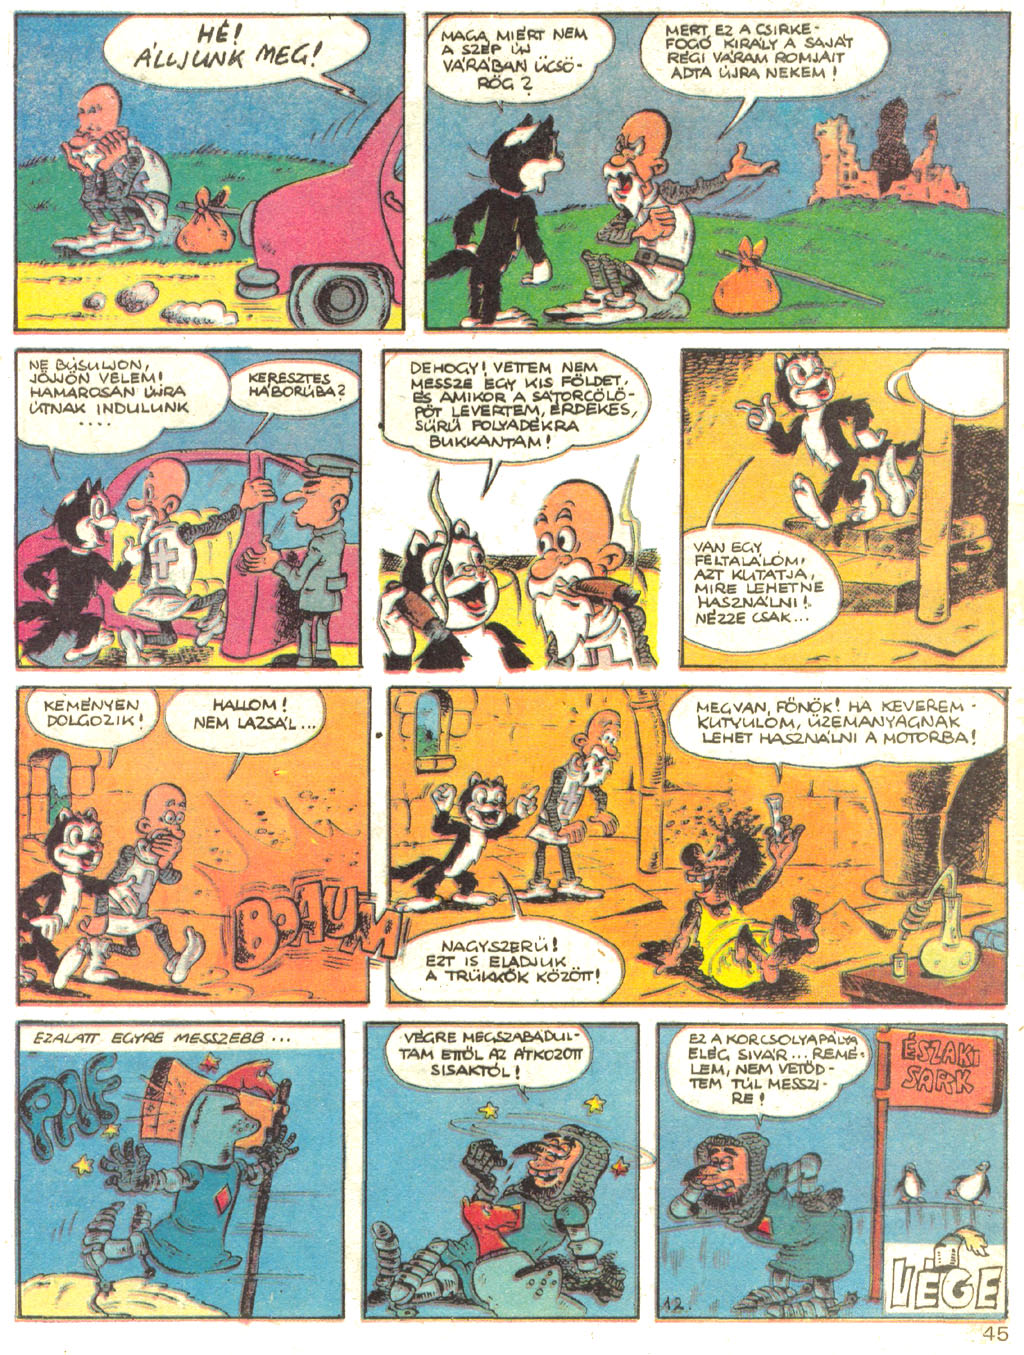 HÉ!
ÁLLJUNK MEG!
MAGA MIÉRT NEM
A SZÉP ÚJ
VÁRÁBAN ÜCSÖ-
RÖG?
MERT EZ A CSIRKE-
FOGÓ KIRÁLY A SAJÁT
RÉGI VÁRAM ROMJAIT
ADTA ÚJRA NEKEM!
NE BÚSULJON,
JÖJJÖN VELEM!
HAMAROSAN ÚJRA
ÚTNAK INDULUNK
....
KERESZTES
HÁBORÚBA?
DEHOGY! VETTEM NEM
MESSZE EGY KIS FÖLDET,
ÉS AMIKOR A SÁTORCÖLÖ-
PÖT LEVERTEM, ÉRDEKES,
SŰRŰ FOLYADÉKRA
BUKKANTAM!
VAN EGY
FELTALÁLÓM,
AZT KUTATJA,
MIRE LEHETNE
HASZNÁLNI!
NÉZZE CSAK...
KEMÉNYEN
DOLGOZIK!
HALLOM!
NEM LAZSÁL...
BOAUM
MEGVAN, FŐNÖK! HA KEVEREM-
KUTYULOM, ÜZEMANYAGNAK
LEHET HASZNÁLNI A MOTORBA!
NAGYSZERŰ!
EZT IS ELADJUK
A TRÜKKÖK KÖZÖTT!
EZALATT EGYRE MESSZEBB...
PAF
VÉGRE MEGSZABADUL-
TAM ETTŐL AZ ÁTKOZOTT
SISAKTÓL!
EZ A KORCSOLYAPÁLYA
ELÉG SIVÁR... REMÉ-
LEM, NEM VETŐD-
TEM TÚL MESSZI-
RE!
ÉSZAKI
SARK
VÉGE
12.
45